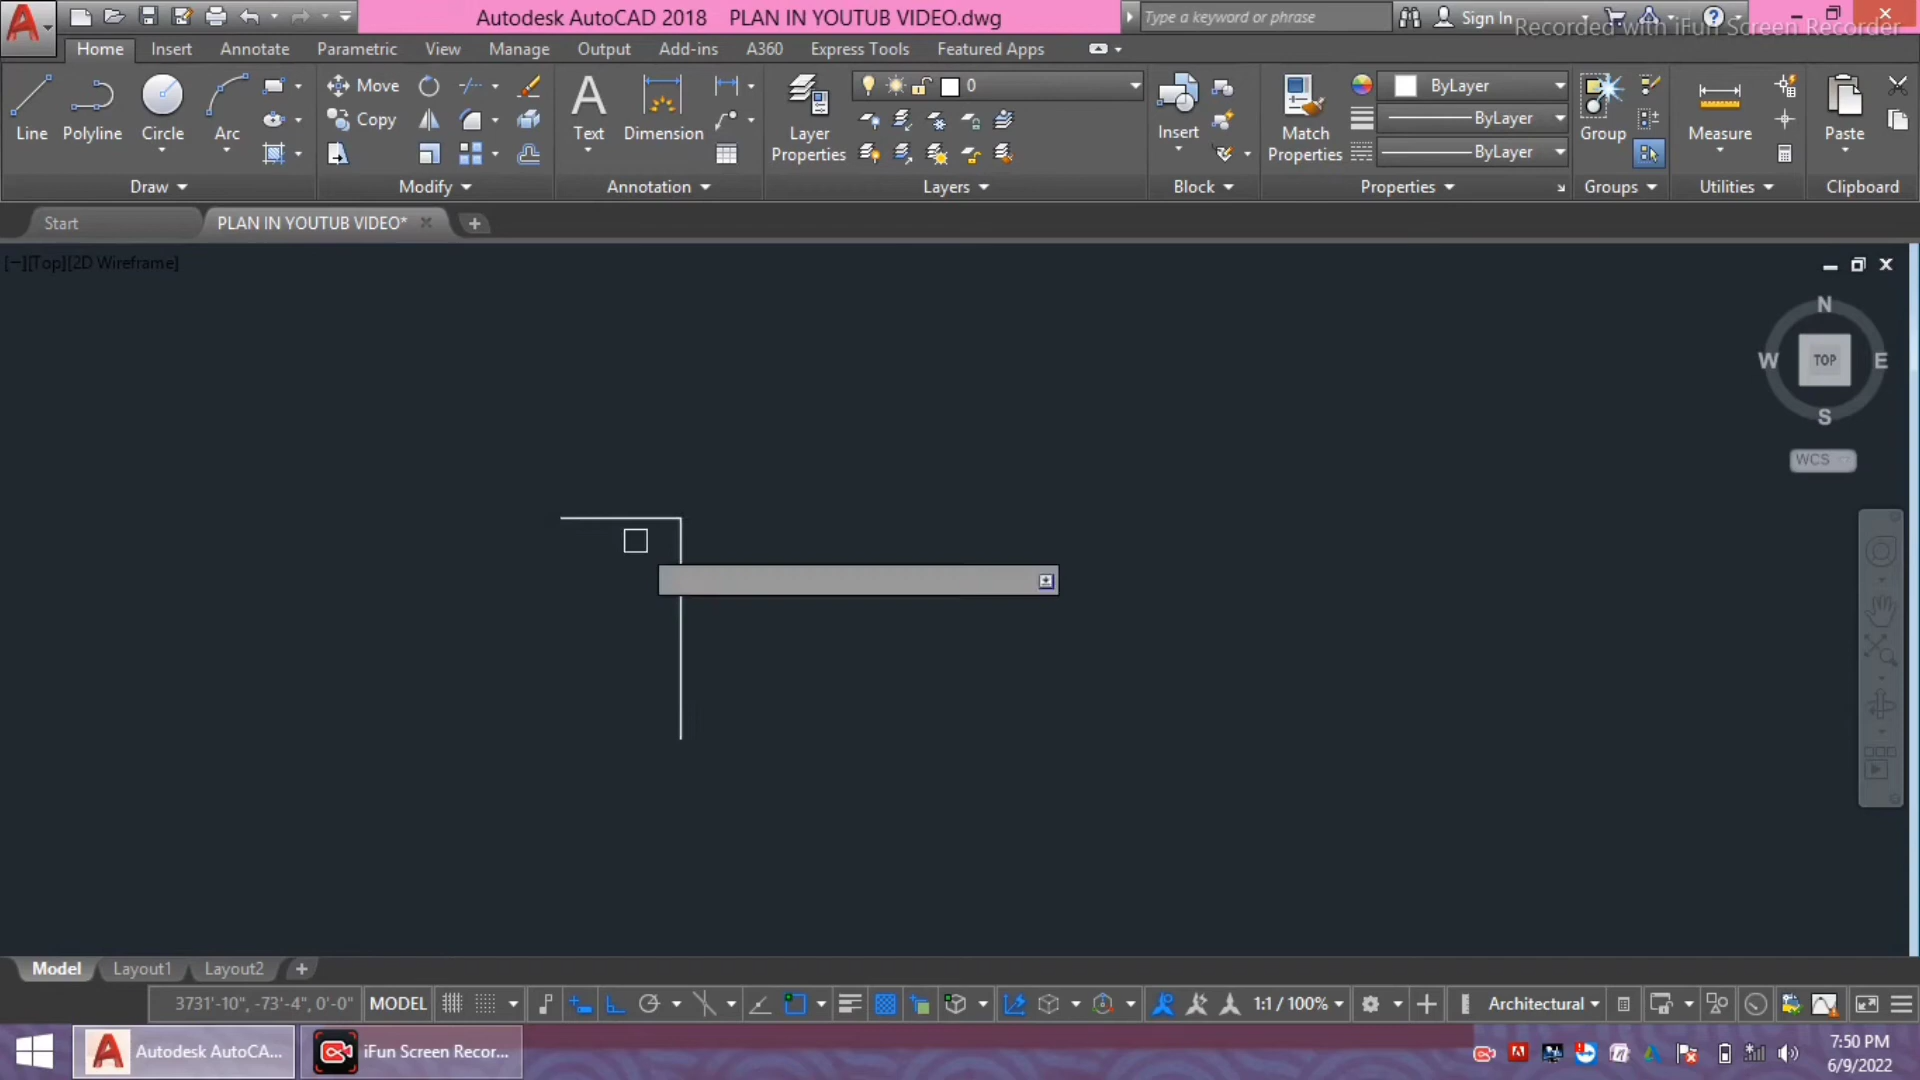 Autodesk AutoCAD 2018 PLAN IN YOUTUB VIDEO.dwg
Type a keyword or phrase
Sign In
Recorded with iFun Screen Recorder
Home Insert Annotate Parametric View Manage Output Add-ins A360 Express Tools Featured Apps
Move
0
ByLayer
Copy
ByLayer
Line Polyline Circle Arc
Text Dimension
Layer Properties
Insert
Match Properties
Group
Measure
Paste
ByLayer
Draw Modify Annotation Layers Block Properties Groups Utilities Clipboard
Start PLAN IN YOUTUB VIDEO*
[−][Top][2D Wireframe]
N
W TOP E
S
WCS
Model Layout1 Layout2
3731'-10", -73'-4", 0'-0" MODEL 1:1 / 100% Architectural
Autodesk AutoCA... iFun Screen Recor...
7:50 PM
6/9/2022